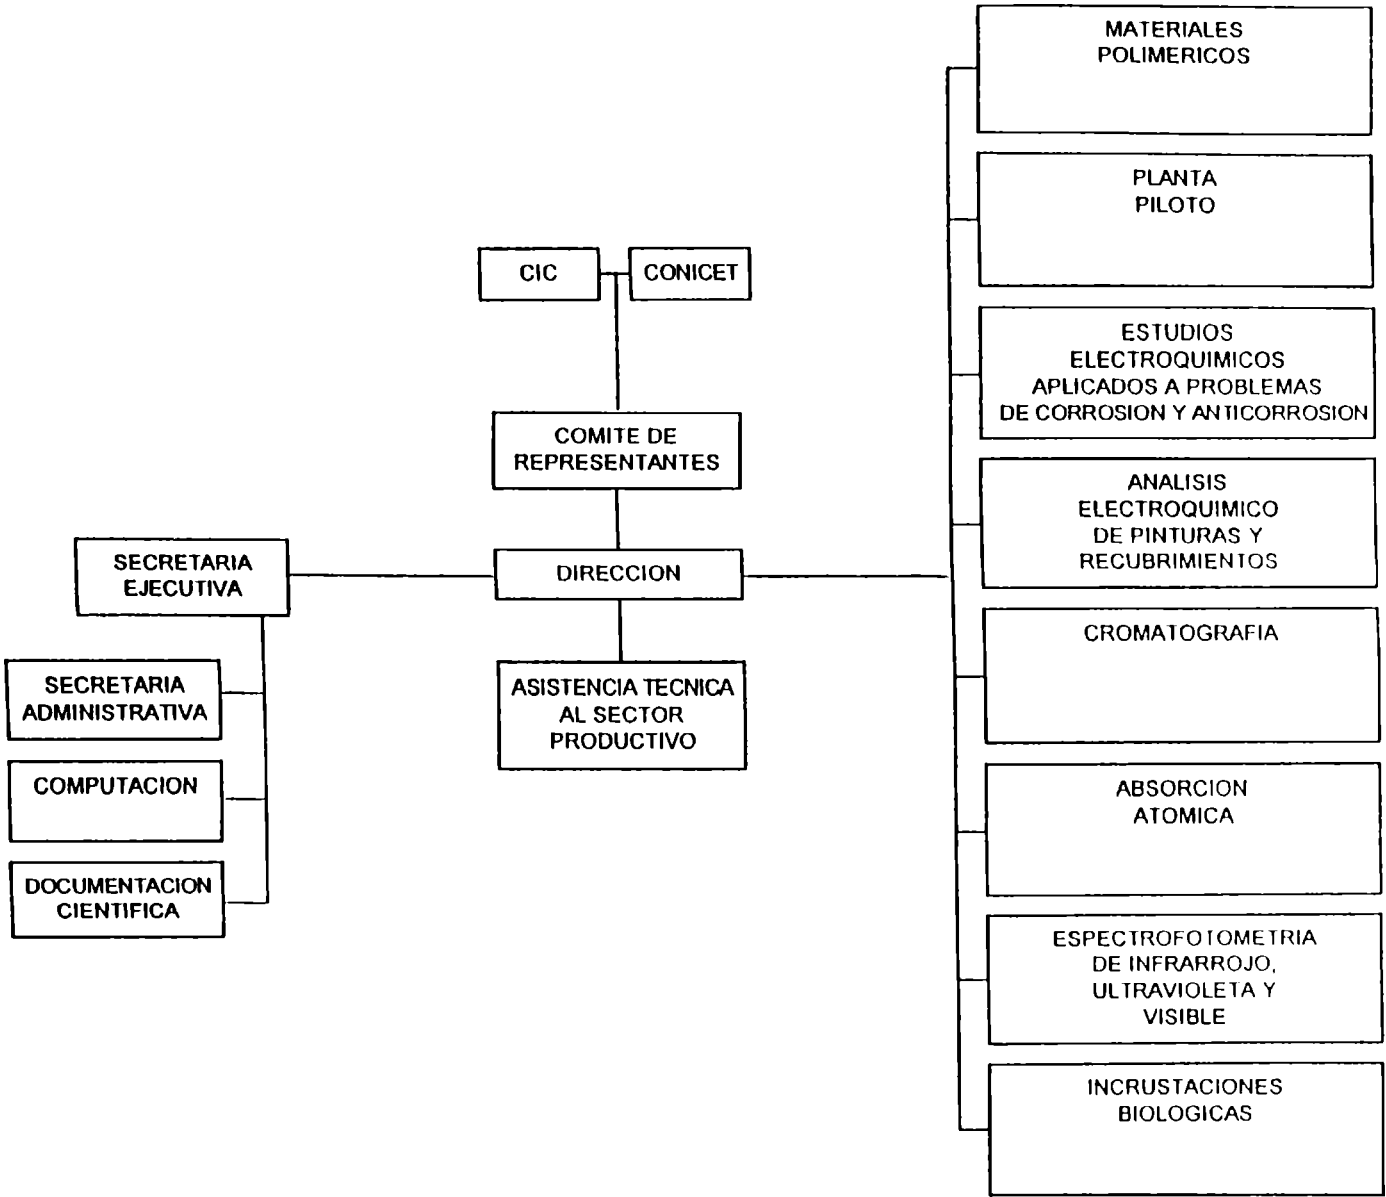 CIC
CONICET
COMITE DE
REPRESENTANTES
DIRECCION
ASISTENCIA TECNICA
AL SECTOR
PRODUCTIVO
SECRETARIA
EJECUTIVA
SECRETARIA
ADMINISTRATIVA
COMPUTACION
DOCUMENTACION
CIENTIFICA
MATERIALES
POLIMERICOS
PLANTA
PILOTO
ESTUDIOS
ELECTROQUIMICOS
APLICADOS A PROBLEMAS
DE CORROSION Y ANTICORROSION
ANALISIS
ELECTROQUIMICO
DE PINTURAS Y
RECUBRIMIENTOS
CROMATOGRAFIA
ABSORCION
ATOMICA
ESPECTROFOTOMETRIA
DE INFRARROJO,
ULTRAVIOLETA Y
VISIBLE
INCRUSTACIONES
BIOLOGICAS